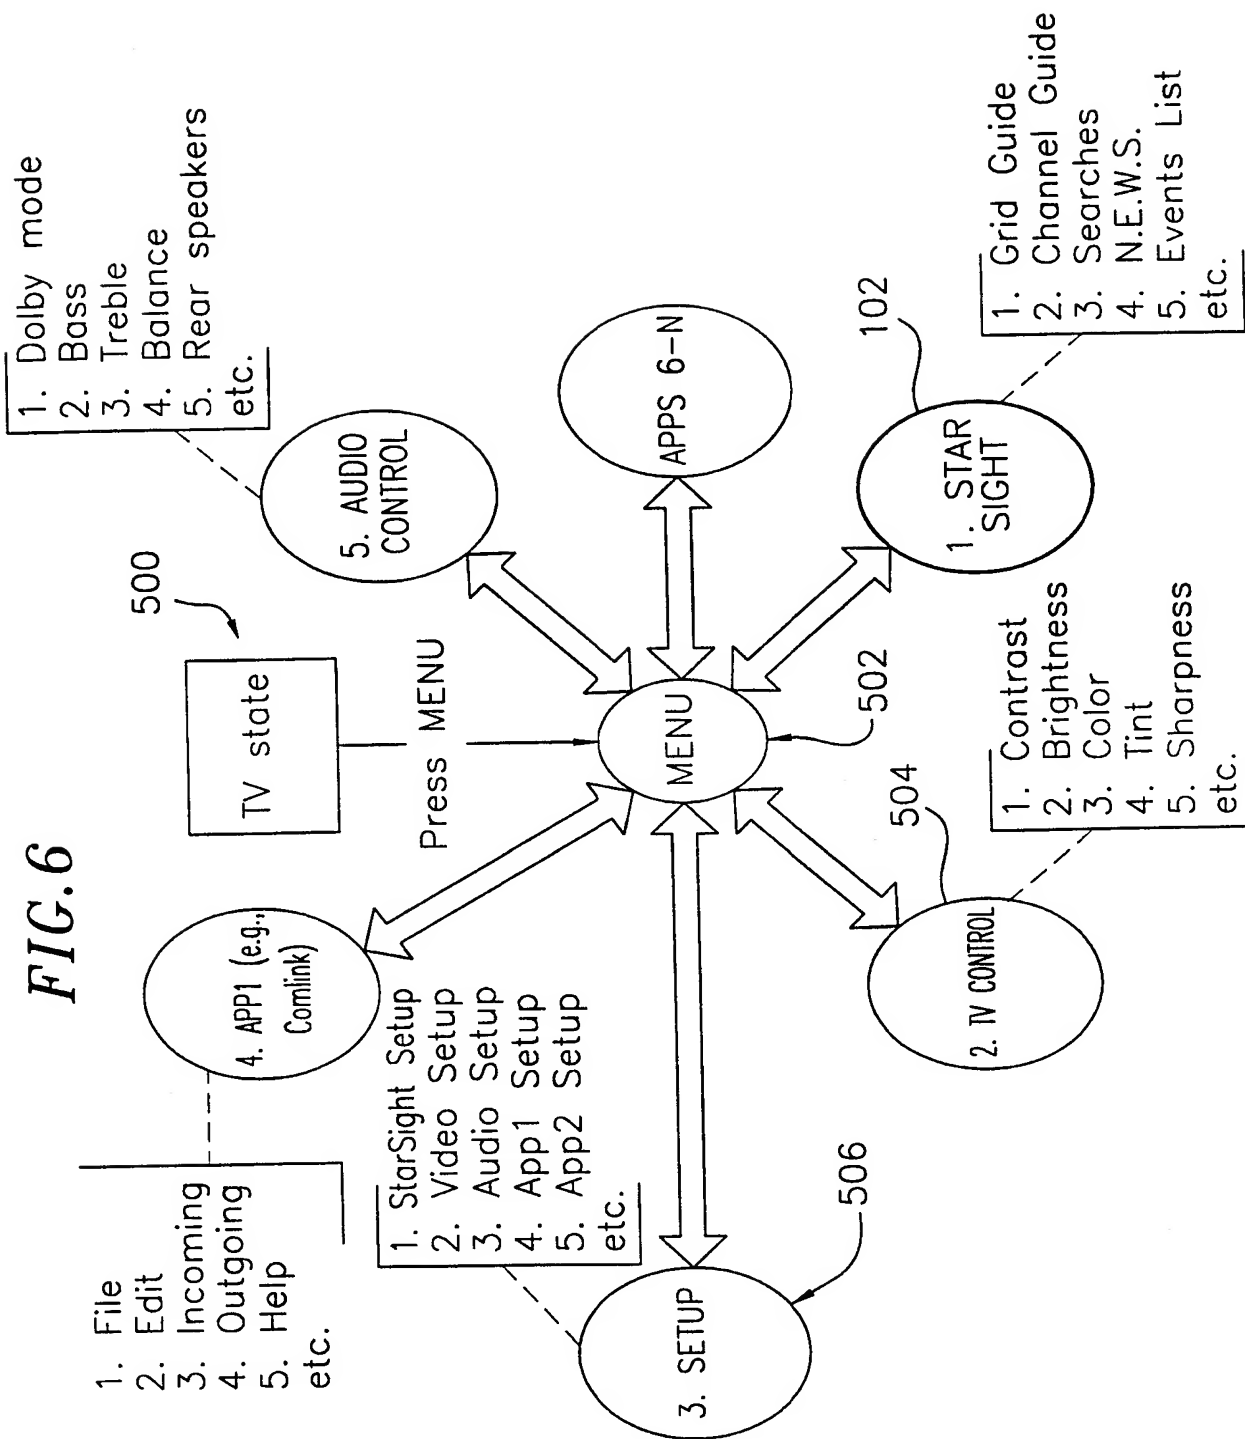 FIG.6
1. File
2. Edit
3. Incoming
4. Outgoing
5. Help
etc.
4. APP1 (e.g.,
Comlink)
TV state
500
Press MENU
1. Dolby mode
2. Bass
3. Treble
4. Balance
5. Rear speakers
etc.
5. AUDIO
CONTROL
1. StarSight Setup
2. Video Setup
3. Audio Setup
4. App1 Setup
5. App2 Setup
etc.
3. SETUP
506
MENU
502
APPS 6-N
2. TV CONTROL
504
1. Contrast
2. Brightness
3. Color
4. Tint
5. Sharpness
etc.
1. STAR
SIGHT
102
1. Grid Guide
2. Channel Guide
3. Searches
4. N.E.W.S.
5. Events List
etc.